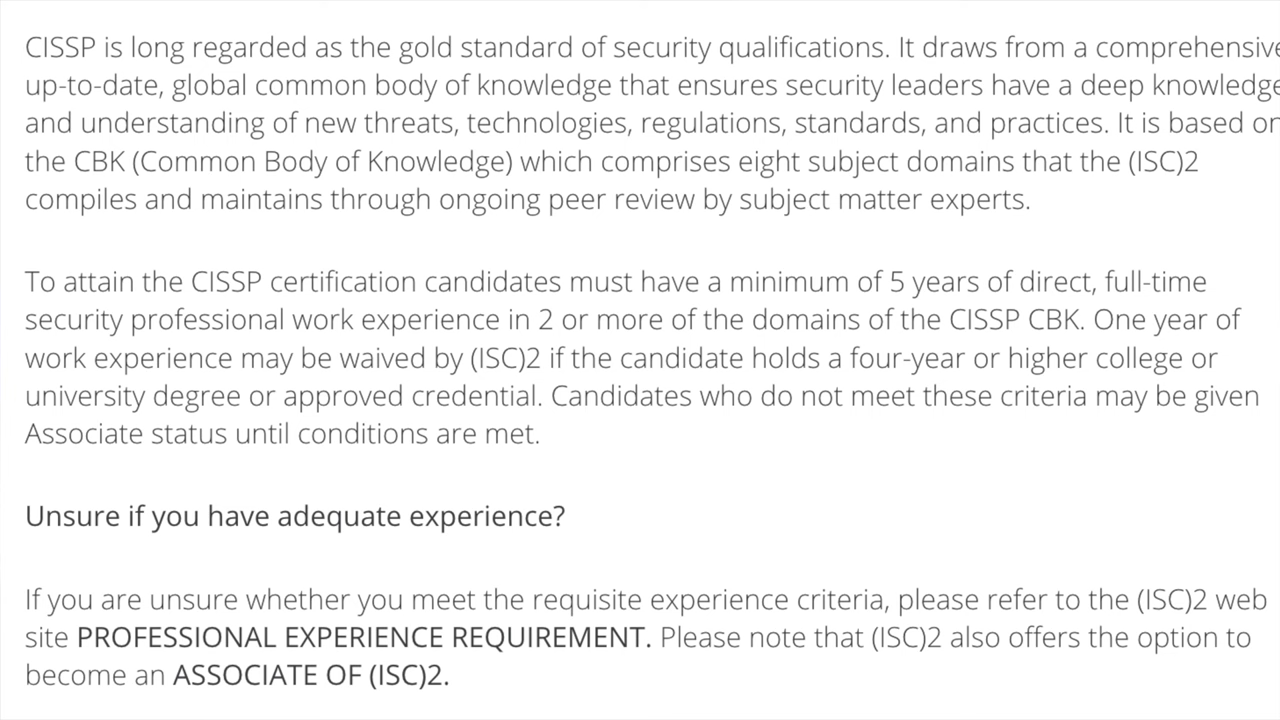 CISSP is long regarded as the gold standard of security qualifications. It draws from a comprehensive
up-to-date, global common body of knowledge that ensures security leaders have a deep knowledge
and understanding of new threats, technologies, regulations, standards, and practices. It is based on
the CBK (Common Body of Knowledge) which comprises eight subject domains that the (ISC)2
compiles and maintains through ongoing peer review by subject matter experts.
To attain the CISSP certification candidates must have a minimum of 5 years of direct, full-time
security professional work experience in 2 or more of the domains of the CISSP CBK. One year of
work experience may be waived by (ISC)2 if the candidate holds a four-year or higher college or
university degree or approved credential. Candidates who do not meet these criteria may be given
Associate status until conditions are met.
Unsure if you have adequate experience?
If you are unsure whether you meet the requisite experience criteria, please refer to the (ISC)2 web
site PROFESSIONAL EXPERIENCE REQUIREMENT. Please note that (ISC)2 also offers the option to
become an ASSOCIATE OF (ISC)2.